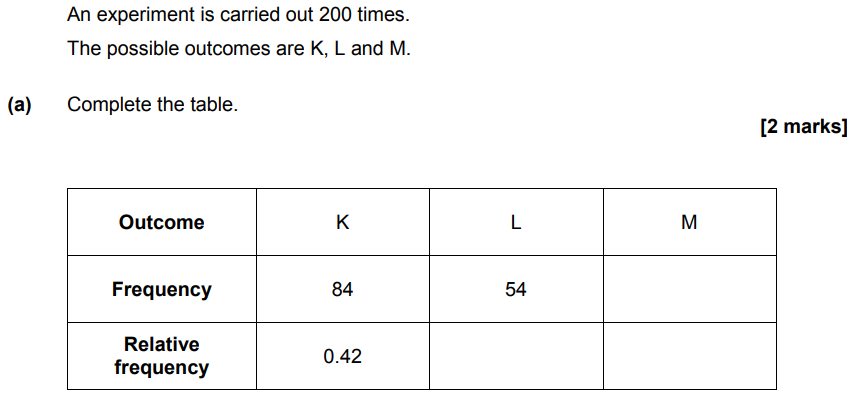 An experiment is carried out 200 times.
The possible outcomes are K, L and M.
(a) Complete the table.
[2 marks]
Outcome K L M
Frequency 84 54
Relative
frequency 0.42